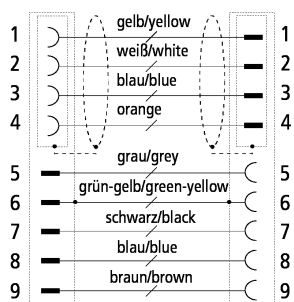 1 gelb/yellow 1
2 weiß/white 2
3 blau/blue 3
4 orange 4
5 grau/grey 5
6 grün-gelb/green-yellow 6
7 schwarz/black 7
8 blau/blue 8
9 braun/brown 9